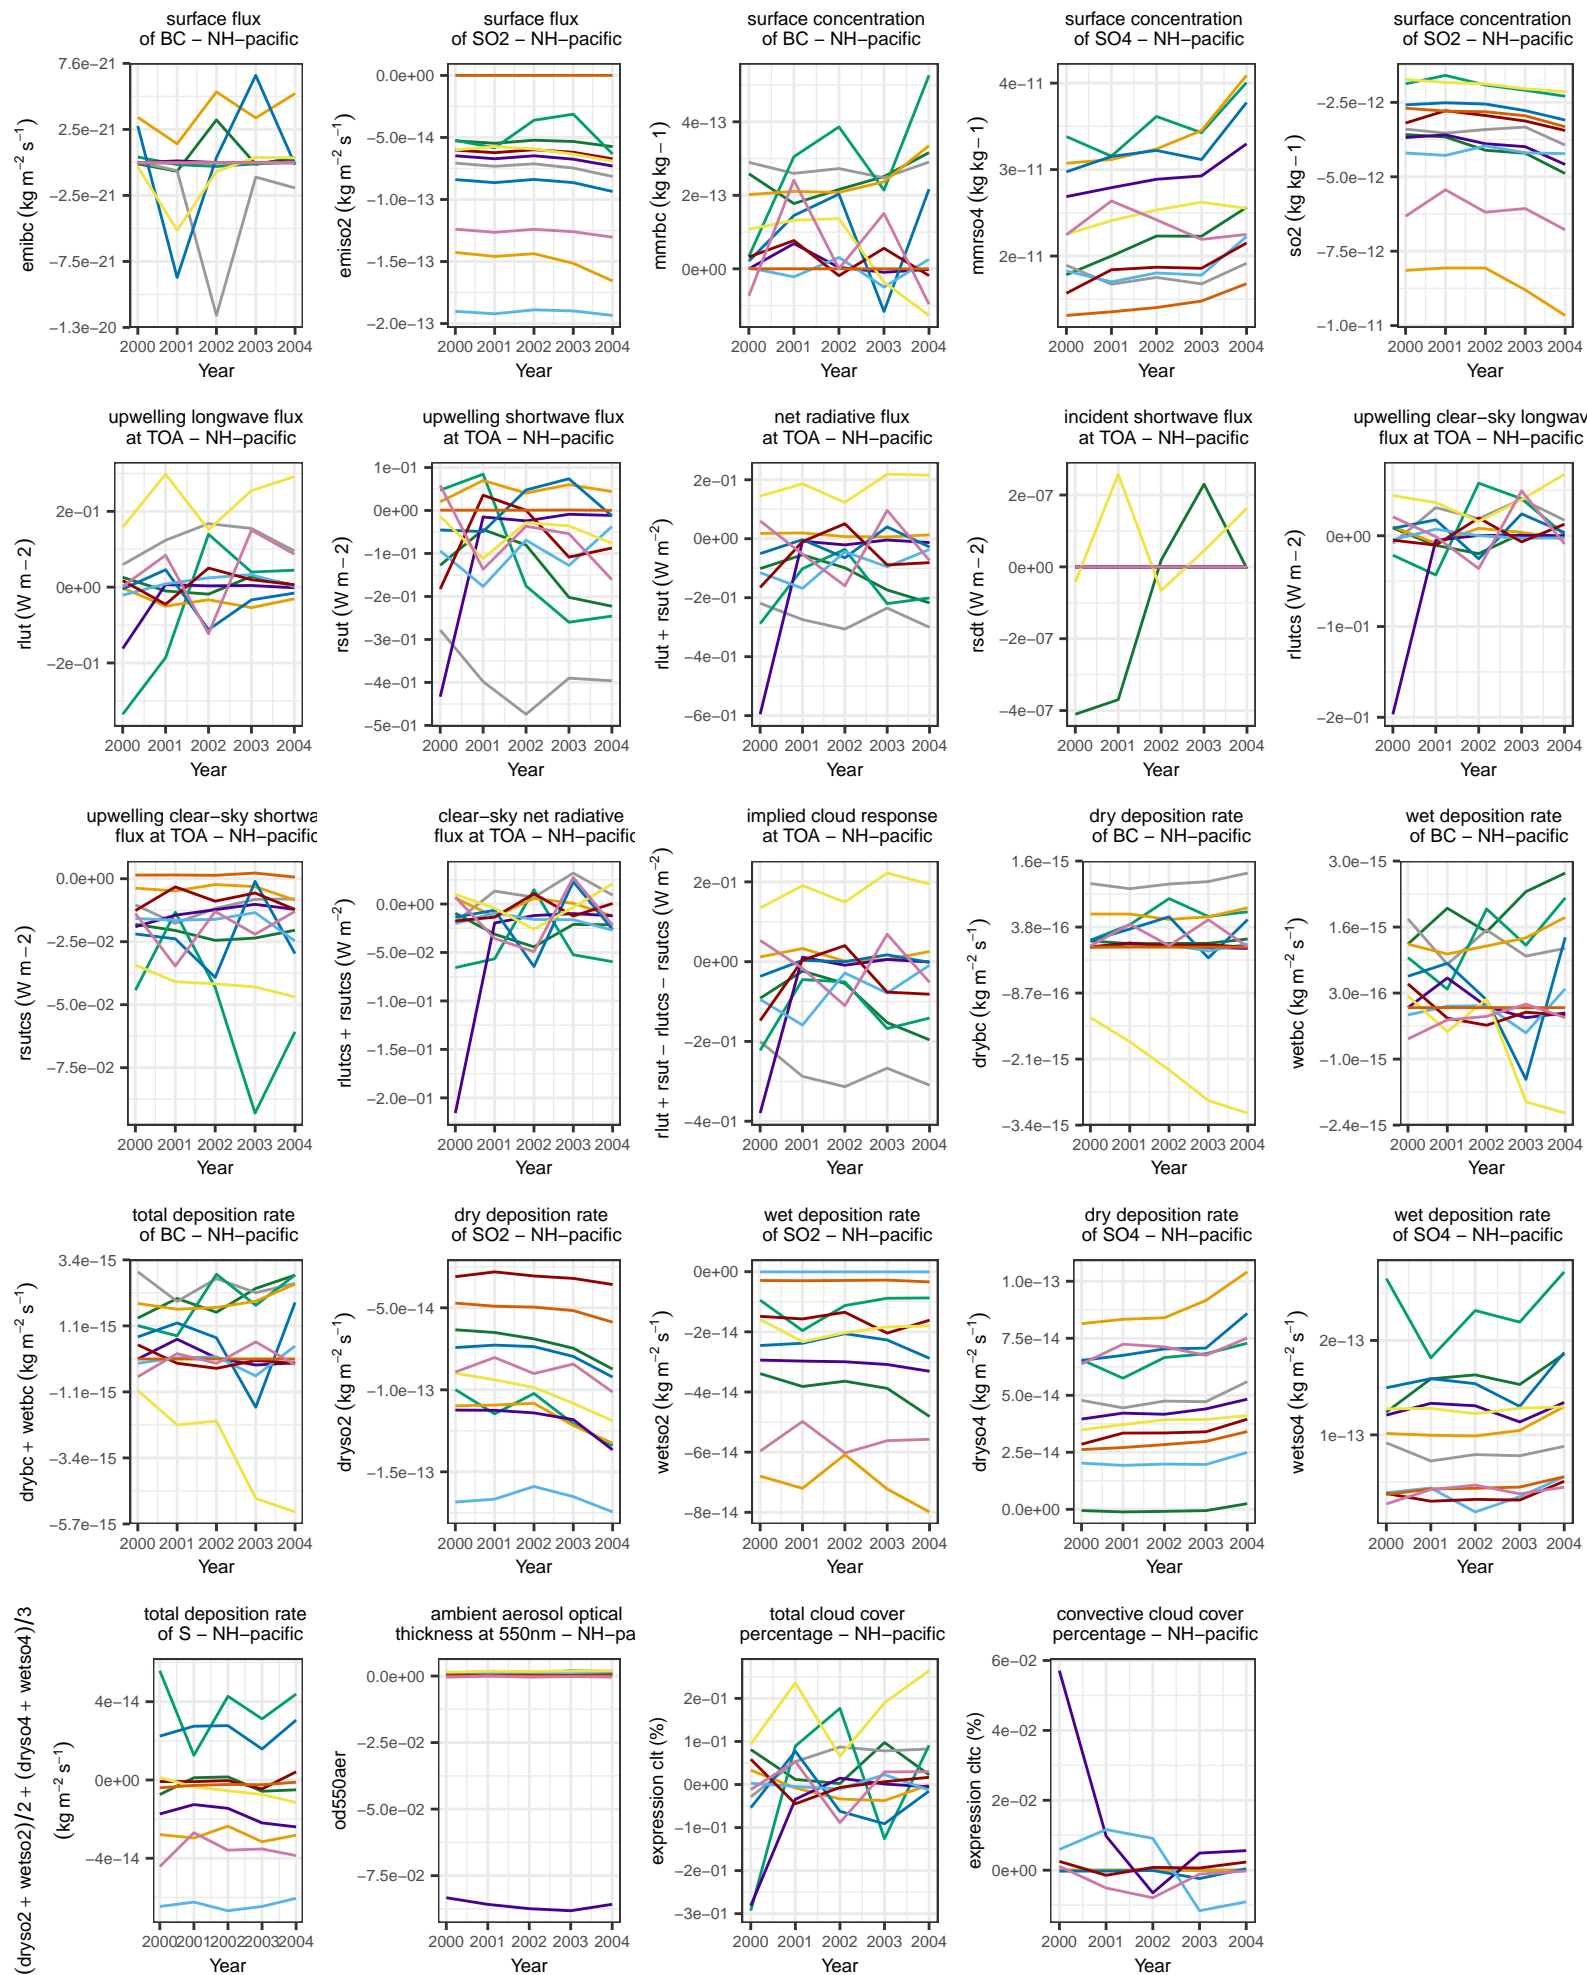 surface flux
of BC − NH−pacific
emibc (kg m−2 s−1)
7.6e−21
2.5e−21
−2.5e−21
−7.5e−21
−1.3e−20
2000 2001 2002 2003 2004
Year
surface flux
of SO2 − NH−pacific
emiso2 (kg m−2 s−1)
0.0e+00
−5.0e−14
−1.0e−13
−1.5e−13
−2.0e−13
2000 2001 2002 2003 2004
Year
surface concentration
of BC − NH−pacific
mmrbc (kg kg − 1)
4e−13
2e−13
0e+00
2000 2001 2002 2003 2004
Year
surface concentration
of SO4 − NH−pacific
mmrso4 (kg kg − 1)
4e−11
3e−11
2e−11
2000 2001 2002 2003 2004
Year
surface concentration
of SO2 − NH−pacific
so2 (kg kg − 1)
−2.5e−12
−5.0e−12
−7.5e−12
−1.0e−11
2000 2001 2002 2003 2004
Year
upwelling longwave flux
at TOA − NH−pacific
rlut (W m − 2)
2e−01
0e+00
−2e−01
2000 2001 2002 2003 2004
Year
upwelling shortwave flux
at TOA − NH−pacific
rsut (W m − 2)
1e−01
0e+00
−1e−01
−2e−01
−3e−01
−4e−01
−5e−01
2000 2001 2002 2003 2004
Year
net radiative flux
at TOA − NH−pacific
rlut + rsut (W m−2)
2e−01
0e+00
−2e−01
−4e−01
−6e−01
2000 2001 2002 2003 2004
Year
incident shortwave flux
at TOA − NH−pacific
rsdt (W m − 2)
2e−07
0e+00
−2e−07
−4e−07
2000 2001 2002 2003 2004
Year
upwelling clear−sky longwav
flux at TOA − NH−pacific
rlutcs (W m − 2)
0e+00
−1e−01
−2e−01
2000 2001 2002 2003 2004
Year
upwelling clear−sky shortwa
flux at TOA − NH−pacific
rsutcs (W m − 2)
0.0e+00
−2.5e−02
−5.0e−02
−7.5e−02
2000 2001 2002 2003 2004
Year
clear−sky net radiative
flux at TOA − NH−pacific
rlutcs + rsutcs (W m−2)
0.0e+00
−5.0e−02
−1.0e−01
−1.5e−01
−2.0e−01
2000 2001 2002 2003 2004
Year
implied cloud response
at TOA − NH−pacific
rlut + rsut − rlutcs − rsutcs (W m−2)
2e−01
0e+00
−2e−01
−4e−01
2000 2001 2002 2003 2004
Year
dry deposition rate
of BC − NH−pacific
drybc (kg m−2 s−1)
1.6e−15
3.8e−16
−8.7e−16
−2.1e−15
−3.4e−15
2000 2001 2002 2003 2004
Year
wet deposition rate
of BC − NH−pacific
wetbc (kg m−2 s−1)
3.0e−15
1.6e−15
3.0e−16
−1.0e−15
−2.4e−15
2000 2001 2002 2003 2004
Year
total deposition rate
of BC − NH−pacific
drybc + wetbc (kg m−2 s−1)
3.4e−15
1.1e−15
−1.1e−15
−3.4e−15
−5.7e−15
2000 2001 2002 2003 2004
Year
dry deposition rate
of SO2 − NH−pacific
dryso2 (kg m−2 s−1)
−5.0e−14
−1.0e−13
−1.5e−13
2000 2001 2002 2003 2004
Year
wet deposition rate
of SO2 − NH−pacific
wetso2 (kg m−2 s−1)
0e+00
−2e−14
−4e−14
−6e−14
−8e−14
2000 2001 2002 2003 2004
Year
dry deposition rate
of SO4 − NH−pacific
dryso4 (kg m−2 s−1)
1.0e−13
7.5e−14
5.0e−14
2.5e−14
0.0e+00
2000 2001 2002 2003 2004
Year
wet deposition rate
of SO4 − NH−pacific
wetso4 (kg m−2 s−1)
2e−13
1e−13
2000 2001 2002 2003 2004
Year
total deposition rate
of S − NH−pacific
(dryso2 + wetso2)/2 + (dryso4 + wetso4)/3
(kg m−2 s−1)
4e−14
0e+00
−4e−14
2000 2001 2002 2003 2004
Year
ambient aerosol optical
thickness at 550nm − NH−pa
od550aer
0.0e+00
−2.5e−02
−5.0e−02
−7.5e−02
2000 2001 2002 2003 2004
Year
total cloud cover
percentage − NH−pacific
expression clt (%)
2e−01
1e−01
0e+00
−1e−01
−2e−01
−3e−01
2000 2001 2002 2003 2004
Year
convective cloud cover
percentage − NH−pacific
expression cltc (%)
6e−02
4e−02
2e−02
0e+00
2000 2001 2002 2003 2004
Year